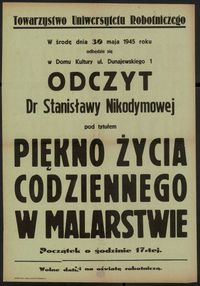 Towarzystwo Uniwersytetu Robotniczego
W środę dnia 30 maja 1945 roku
odbędzie się
w Domu Kultury ul. Dunajewskiego 1
ODCZYT
Dr Stanisławy Nikodymowej
pod tytułem
PIĘKNO ŻYCIA
CODZIENNEGO
W MALARSTWIE
Początek o godzinie 17-tej.
Wolne datki na oświatę robotniczą.